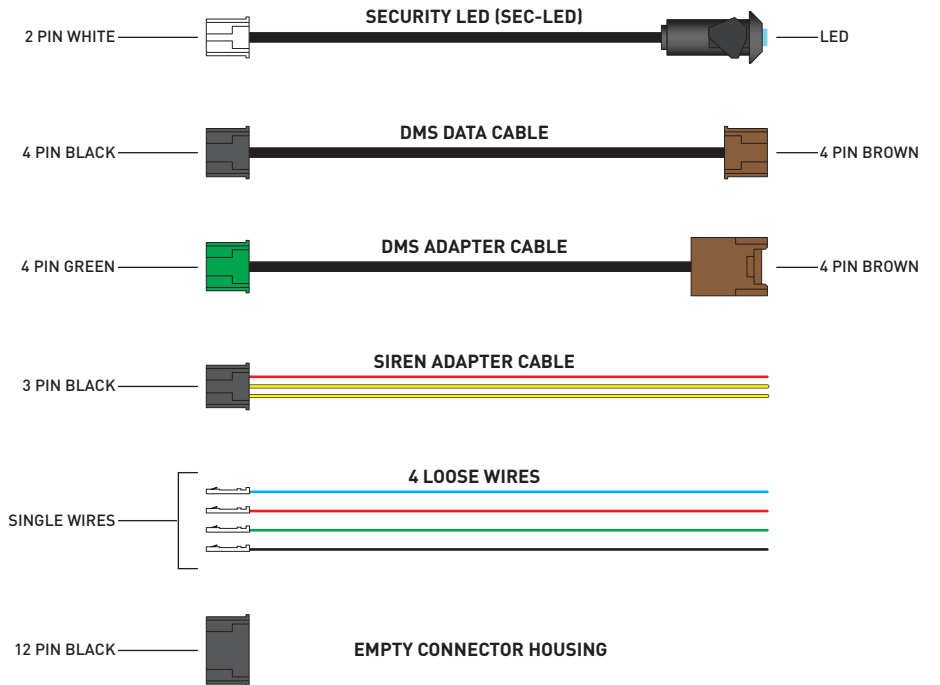 SECURITY LED (SEC-LED)
2 PIN WHITE
LED
DMS DATA CABLE
4 PIN BLACK
4 PIN BROWN
DMS ADAPTER CABLE
4 PIN GREEN
4 PIN BROWN
SIREN ADAPTER CABLE
3 PIN BLACK
4 LOOSE WIRES
SINGLE WIRES
12 PIN BLACK
EMPTY CONNECTOR HOUSING